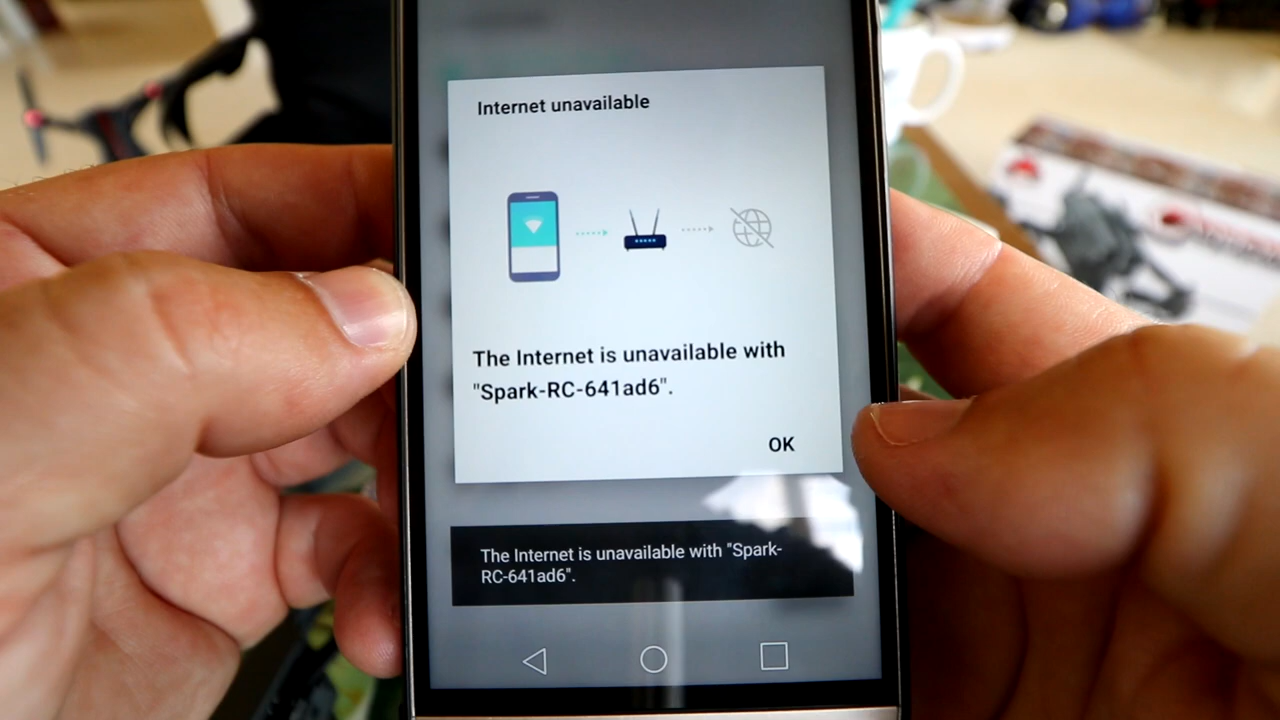 Internet unavailable
The Internet is unavailable with
"Spark-RC-641ad6".
OK
The Internet is unavailable with "Spark-
RC-641ad6".